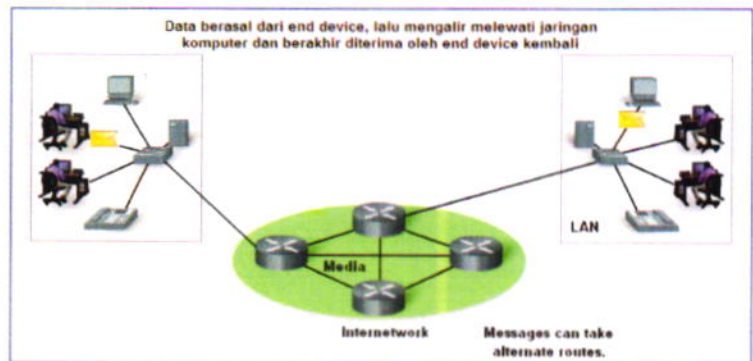 Data berasal dari end device, lalu mengalir melewati jaringan
komputer dan berakhir diterima oleh end device kembali
LAN
Media
Internetwork
Messages can take
alternate routes.